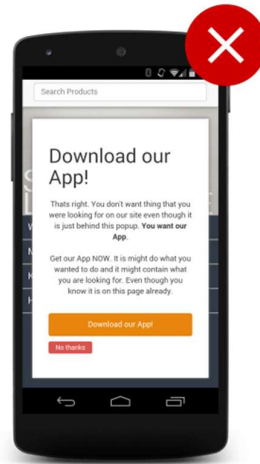 Search Products
Download our
App!
Thats right. You don't want thing that you
were looking for on our site even though it
is just behind this popup. You want our
App.
Get our App NOW. It is might do what you
wanted to do and it might contain what
you are looking for. Even though you
know it is on this page already.
Download our App!
No thanks